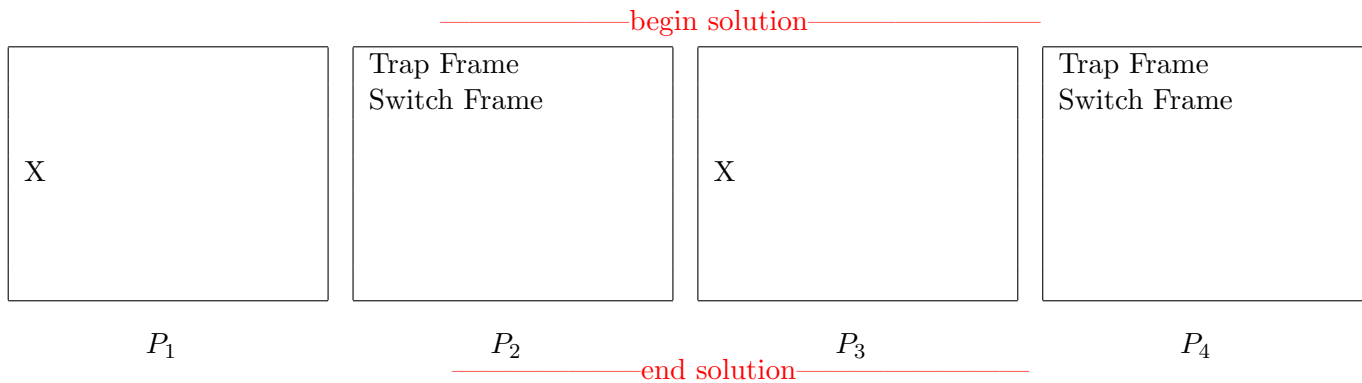 begin solution
Trap Frame
Switch Frame
X
P₁
P₂
X
P₃
Trap Frame
Switch Frame
P₄
end solution